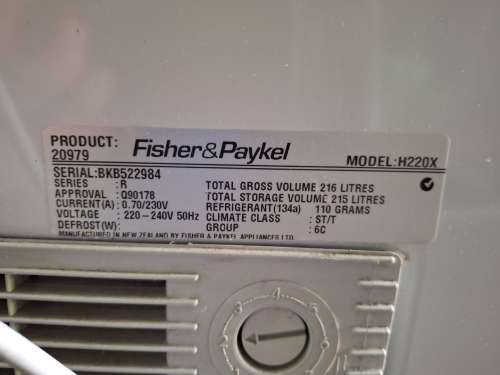 PRODUCT: Fisher&Paykel MODEL:H220X
20979
SERIAL:BKB522984
SERIES :R TOTAL GROSS VOLUME 216 LITRES
APPROVAL :Q90178 TOTAL STORAGE VOLUME 215 LITRES
CURRENT(A) :0.70/230V REFRIGERANT(134a) 110 GRAMS
VOLTAGE :220-240V 50Hz CLIMATE CLASS :ST/T
DEFROST(W): GROUP :6C
MANUFACTURED IN NEW ZEALAND BY FISHER & PAYKEL APPLIANCES LTD.